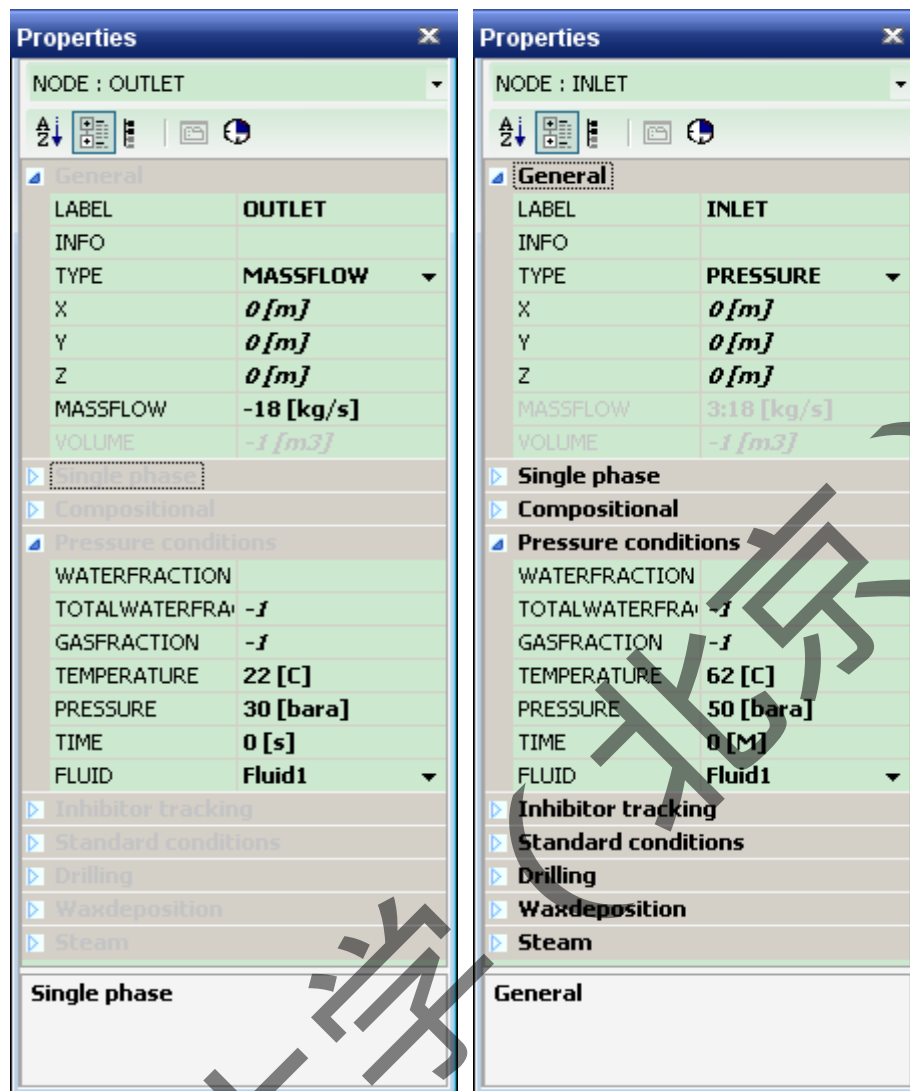 Properties
NODE : OUTLET
General
LABEL OUTLET
INFO
TYPE MASSFLOW
X 0 [m]
Y 0 [m]
Z 0 [m]
MASSFLOW -18 [kg/s]
VOLUME -1 [m3]
Single phase
Compositional
Pressure conditions
WATERFRACTION
TOTALWATERFRA -1
GASFRACTION -1
TEMPERATURE 22 [C]
PRESSURE 30 [bara]
TIME 0 [s]
FLUID Fluid1
Inhibitor tracking
Standard conditions
Drilling
Waxdeposition
Steam
Single phase
Properties
NODE : INLET
General
LABEL INLET
INFO
TYPE PRESSURE
X 0 [m]
Y 0 [m]
Z 0 [m]
MASSFLOW 3:18 [kg/s]
VOLUME -1 [m3]
Single phase
Compositional
Pressure conditions
WATERFRACTION
TOTALWATERFRA -1
GASFRACTION -1
TEMPERATURE 62 [C]
PRESSURE 50 [bara]
TIME 0 [M]
FLUID Fluid1
Inhibitor tracking
Standard conditions
Drilling
Waxdeposition
Steam
General
学（北京